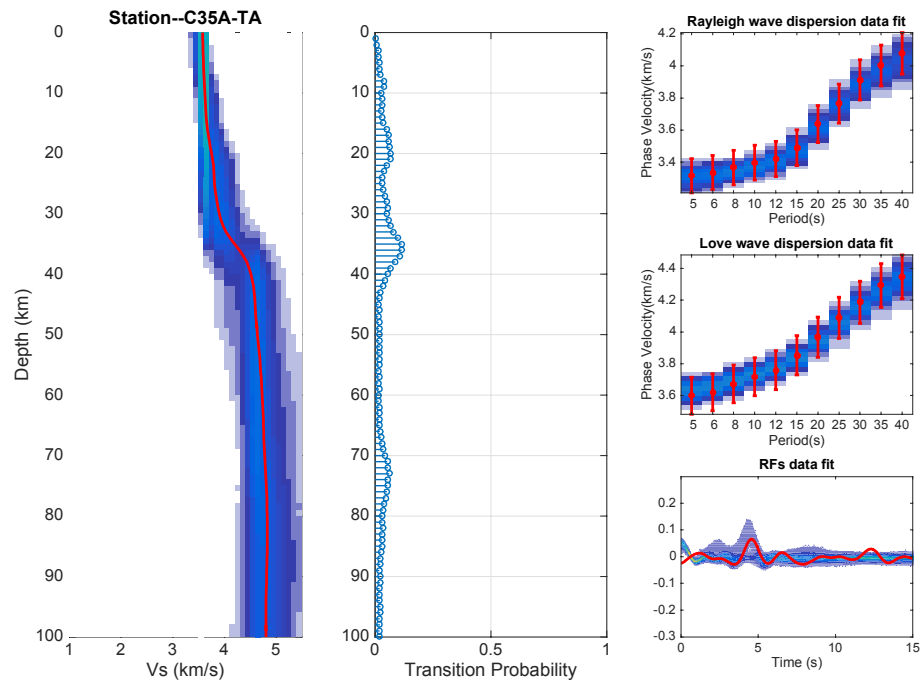 Station--C35A-TA
0
10
20
30
40
50
60
70
80
90
100
Depth (km)
1 2 3 4 5
Vs (km/s)
0
10
20
30
40
50
60
70
80
90
100
0 0.5 1
Transition Probability
Rayleigh wave dispersion data fit
4.2
4
3.8
3.6
3.4
Phase Velocity(km/s)
5 6 8 10 12 15 20 25 30 35 40
Period(s)
Love wave dispersion data fit
4.4
4.2
4
3.8
3.6
Phase Velocity(km/s)
5 6 8 10 12 15 20 25 30 35 40
Period(s)
RFs data fit
0.2
0.1
0
-0.1
-0.2
-0.3
0 5 10 15
Time (s)